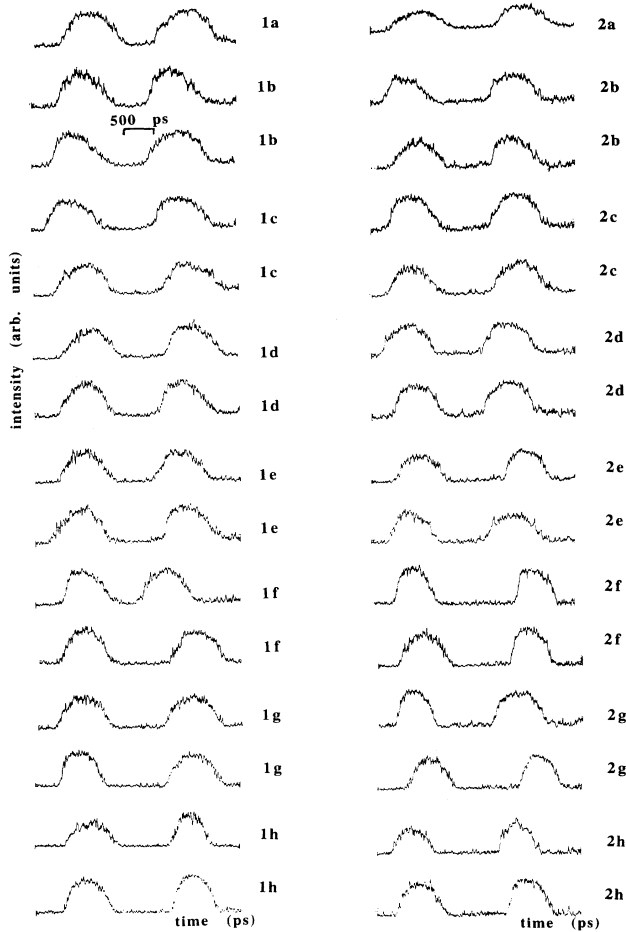 1a
2a
1b
2b
500 ps
1b
2b
1c
2c
1c
2c
1d
2d
1d
2d
1e
2e
1e
2e
1f
2f
1f
2f
1g
2g
1g
2g
1h
2h
1h
2h
intensity (arb. units)
time (ps)
time (ps)